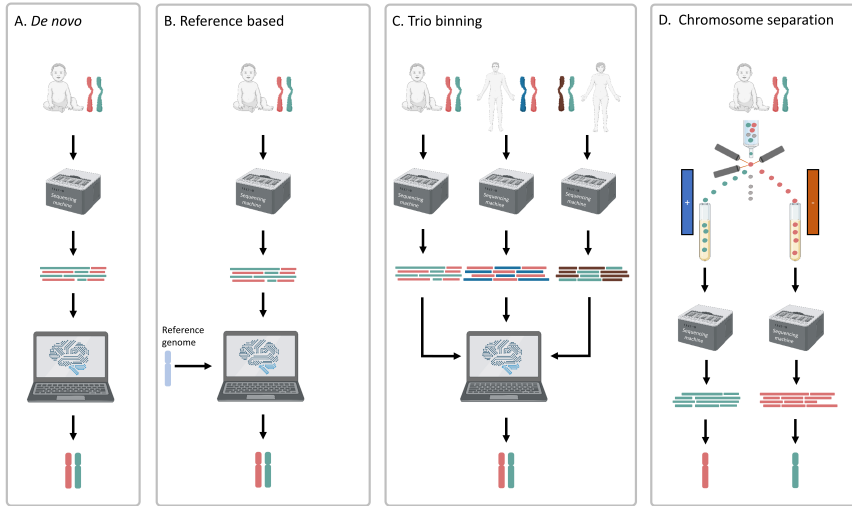 A. De novo
B. Reference based
C. Trio binning
D. Chromosome separation
Sequencing
machine
Sequencing
machine
Sequencing
machine
Sequencing
machine
Sequencing
machine
+
-
Sequencing
machine
Sequencing
machine
Reference
genome